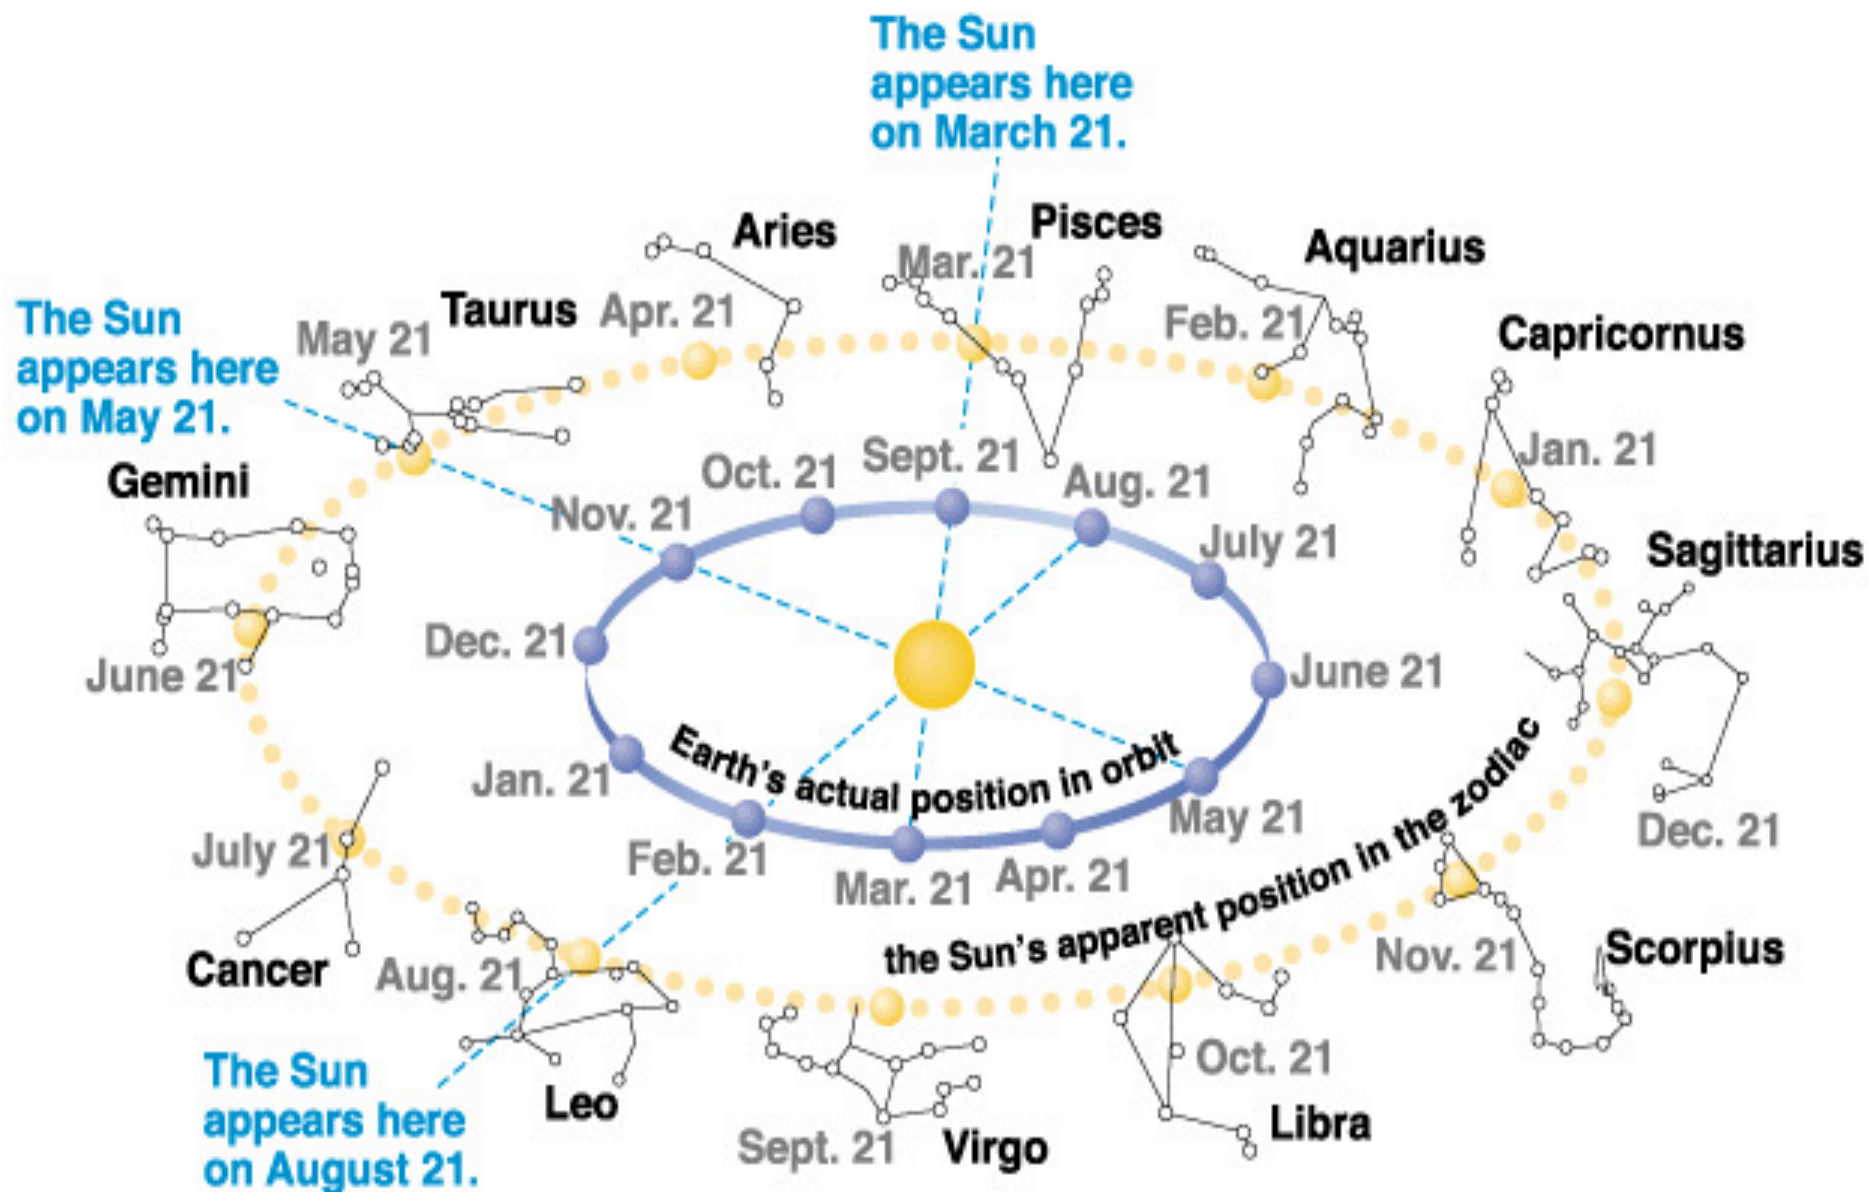 The Sun
appears here
on March 21.
Pisces
Aries
Aquarius
Mar. 21
Taurus
Apr. 21
Feb. 21
Capricornus
May 21
The Sun
appears here
on May 21.
Gemini
Jan. 21
Sept. 21
Oct. 21
Aug. 21
Nov. 21
July 21
Sagittarius
Dec. 21
June 21
June 21
Earth's actual position in orbit
Jan. 21
May 21
Dec. 21
July 21
Feb. 21
Mar. 21
Apr. 21
the Sun's apparent position in the zodiac
Cancer
Aug. 21
Nov. 21
Scorpius
Oct. 21
The Sun
appears here
on August 21.
Leo
Sept. 21
Virgo
Libra